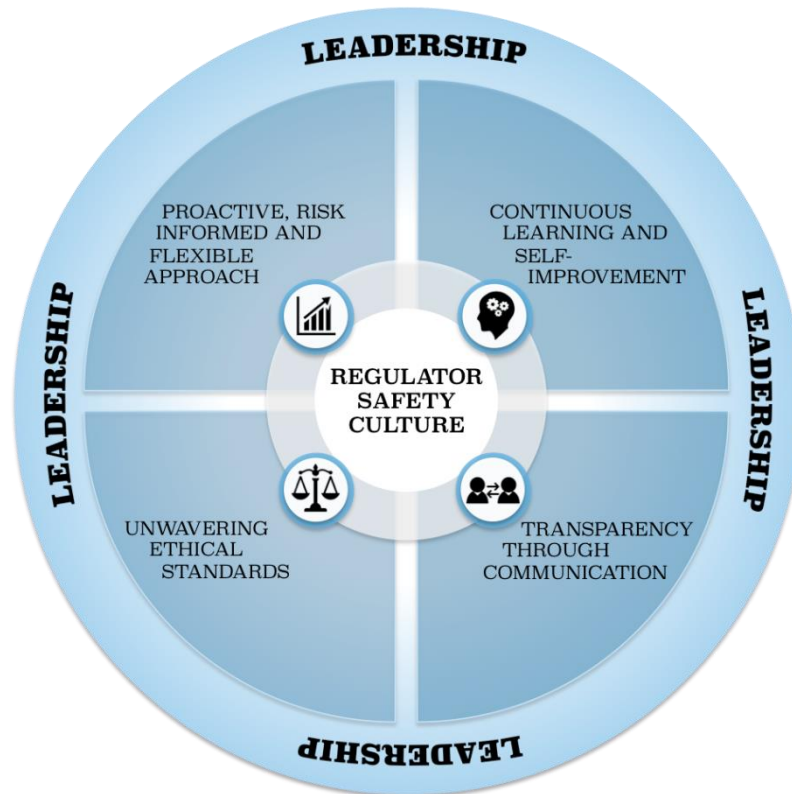 LEADERSHIP
PROACTIVE, RISK
INFORMED AND
FLEXIBLE
APPROACH
CONTINUOUS
LEARNING AND
SELF-
IMPROVEMENT
LEADERSHIP
LEADERSHIP
REGULATOR
SAFETY
CULTURE
UNWAVERING
ETHICAL
STANDARDS
TRANSPARENCY
THROUGH
COMMUNICATION
LEADERSHIP